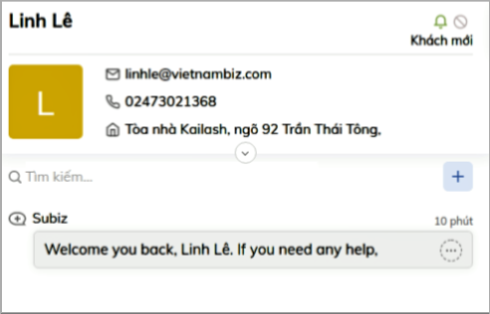 Linh Lê
Khách mới
L
linhle@vietnambiz.com
02473021368
Tòa nhà Kailash, ngõ 92 Trần Thái Tông,
Tìm kiếm...
Subiz
10 phút
Welcome you back, Linh Lê. If you need any help,